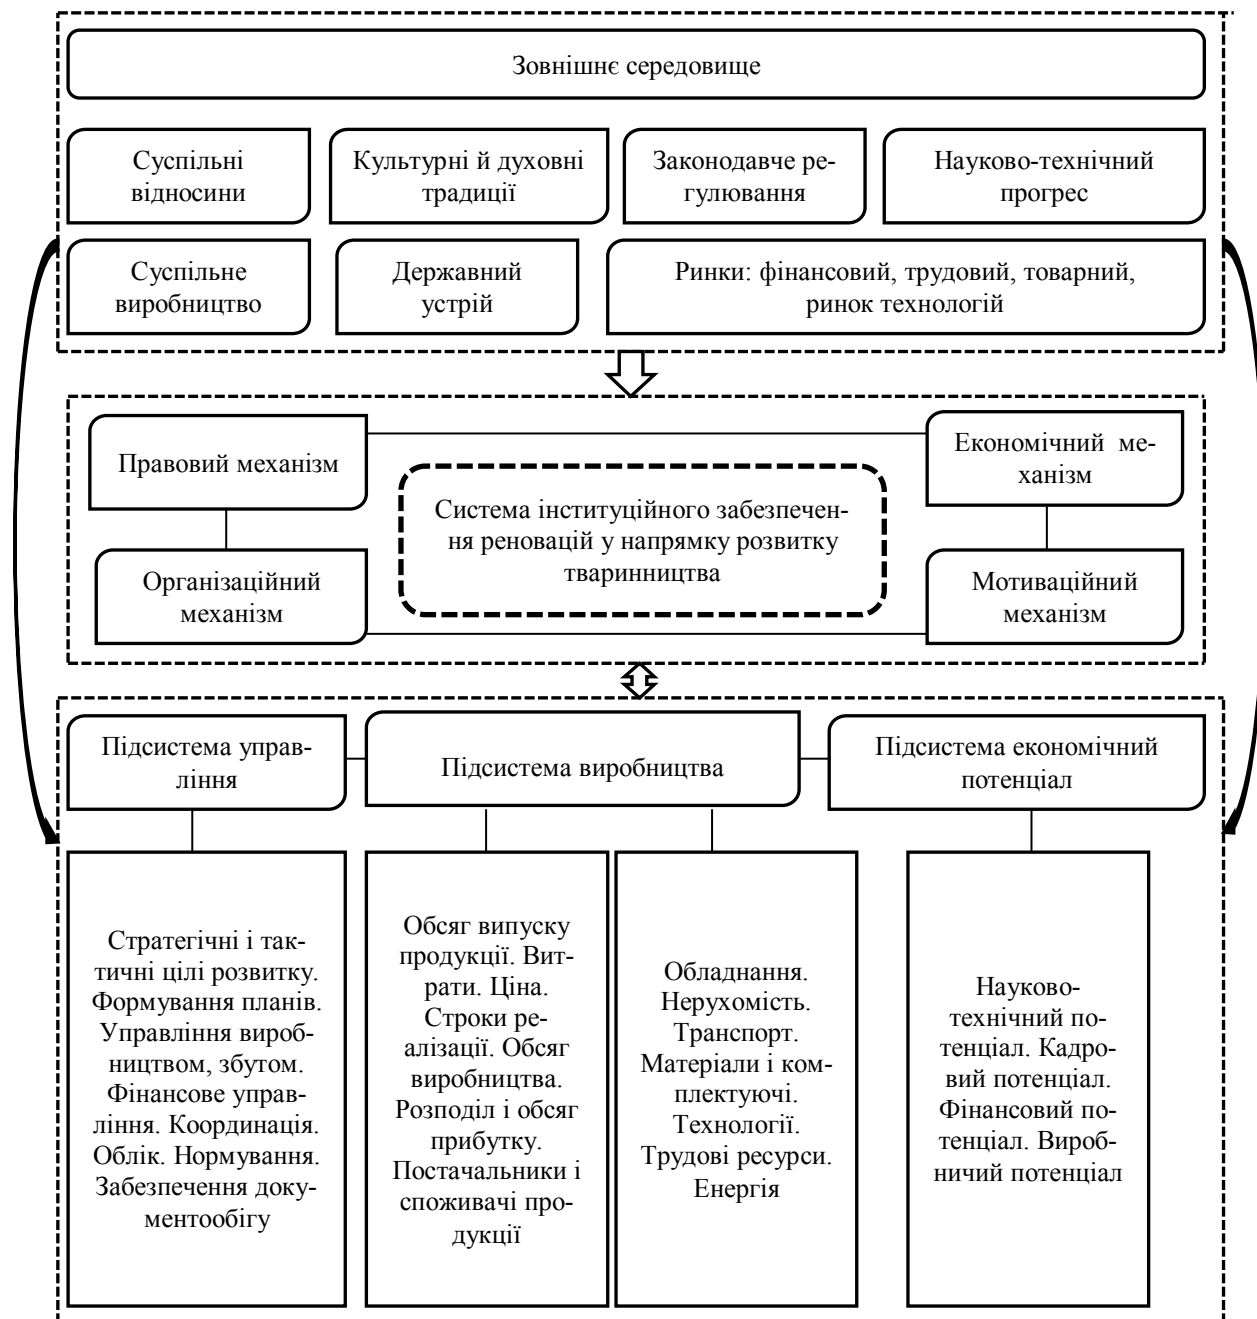 Зовнішнє середовище
Суспільні
відносини
Культурні й духовні
традиції
Законодавче ре-
гулювання
Науково-технічний
прогрес
Суспільне
виробництво
Державний
устрій
Ринки: фінансовий, трудовий, товарний,
ринок технологій
Правовий механізм
Економічний ме-
ханізм
Система інституційного забезпечен-
ня реновацій у напрямку розвитку
тваринництва
Організаційний
механізм
Мотиваційний
механізм
Підсистема управ-
ління
Підсистема виробництва
Підсистема економічний
потенціал
Стратегічні і так-
тичні цілі розвитку.
Формування планів.
Управління вироб-
ництвом, збутом.
Фінансове управ-
ління. Координація.
Облік. Нормування.
Забезпечення доку-
ментообігу
Обсяг випуску
продукції. Вит-
рати. Ціна.
Строки ре-
алізації. Обсяг
виробництва.
Розподіл і обсяг
прибутку.
Постачальники і
споживачі про-
дукції
Обладнання.
Нерухомість.
Транспорт.
Матеріали і ком-
плектуючі.
Технології.
Трудові ресурси.
Енергія
Науково-
технічний по-
тенціал. Кадро-
вий потенціал.
Фінансовий по-
тенціал. Вироб-
ничий потенціал